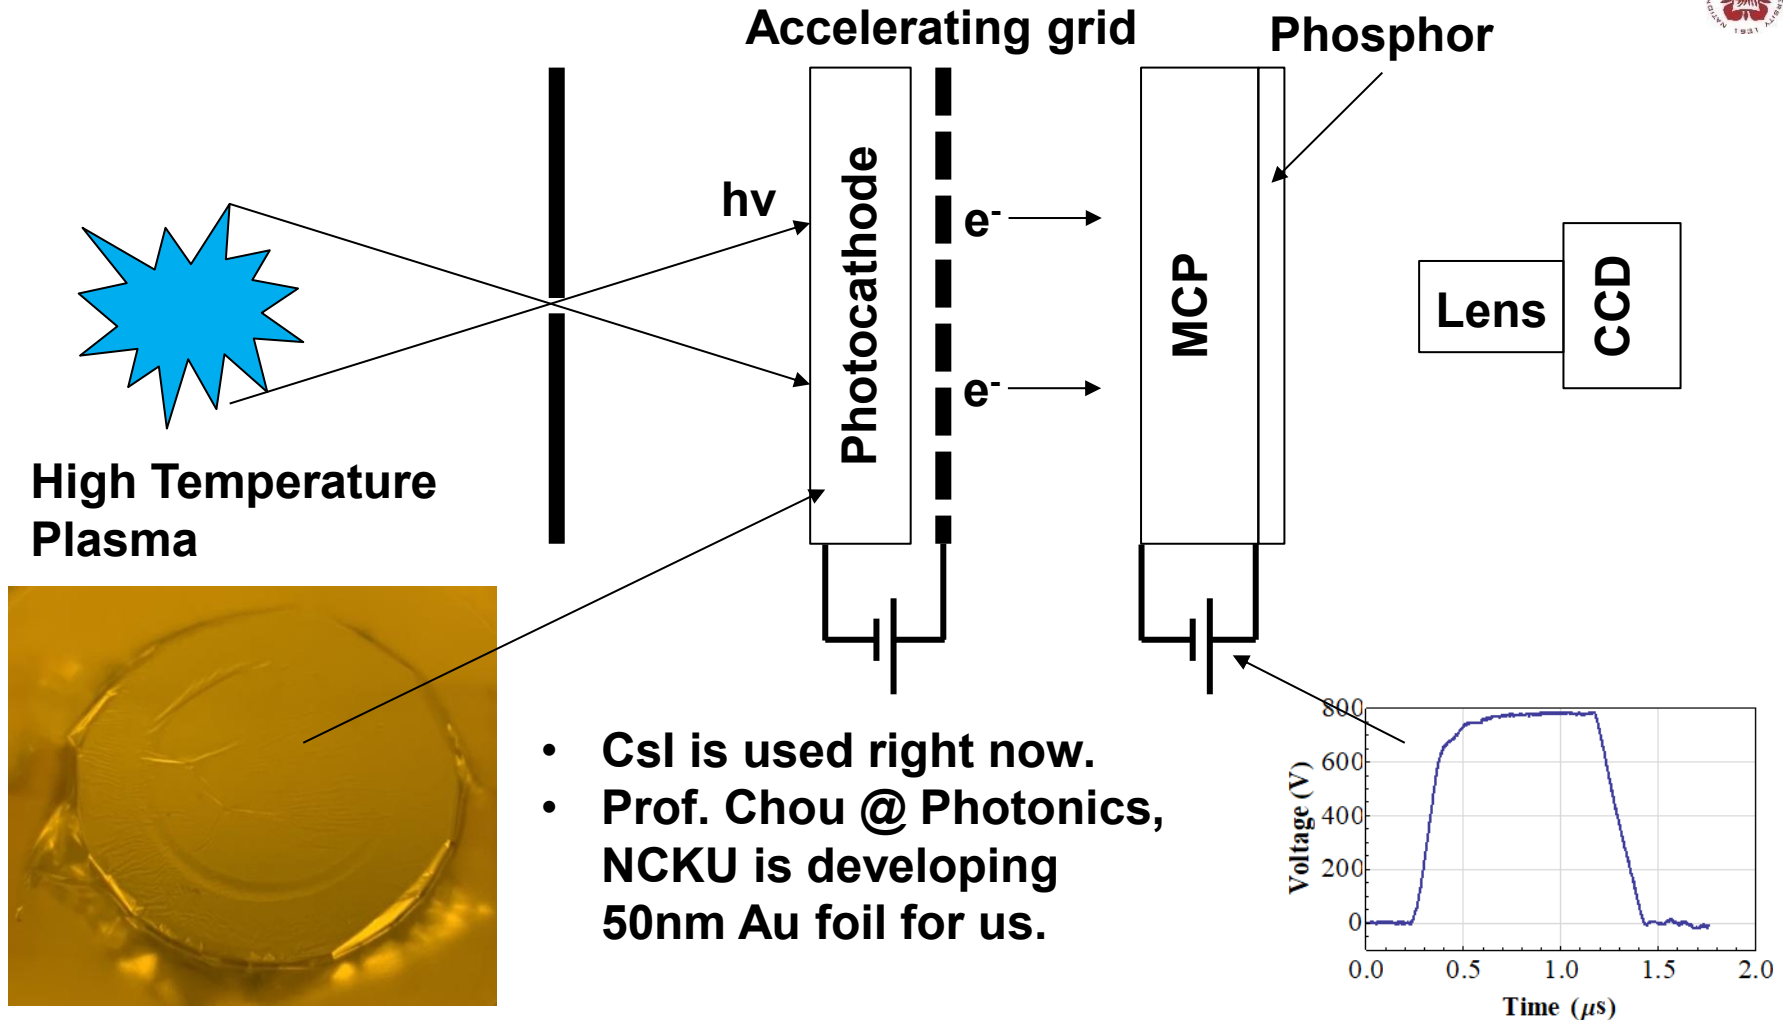 Accelerating grid
Phosphor
hν
Photocathode
e-
e-
MCP
Lens
CCD
High Temperature
Plasma
• CsI is used right now.
• Prof. Chou @ Photonics,
NCKU is developing
50nm Au foil for us.
Voltage (V)
800
600
400
200
0
0.0 0.5 1.0 1.5 2.0
Time (μs)